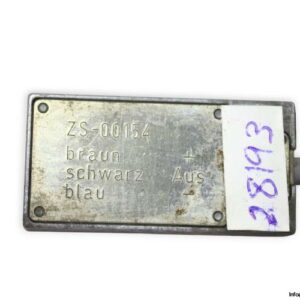 ZS-00154
braun +
schwarz Aus
blau -
28193